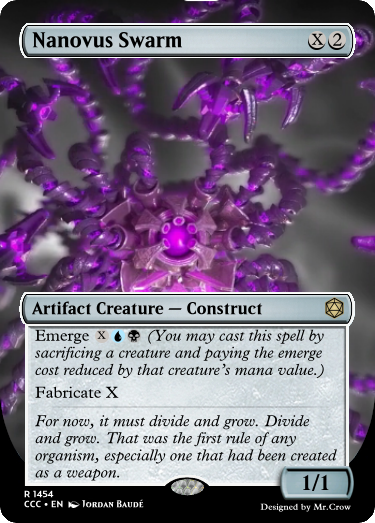 Nanovus Swarm X 2
Artifact Creature — Construct
Emerge X (You may cast this spell by
sacrificing a creature and paying the emerge
cost reduced by that creature's mana value.)
Fabricate X
For now, it must divide and grow. Divide
and grow. That was the first rule of any
organism, especially one that had been created
as a weapon.
1/1
R 1454
CCC • EN Jordan Baudé
Designed by Mr.Crow